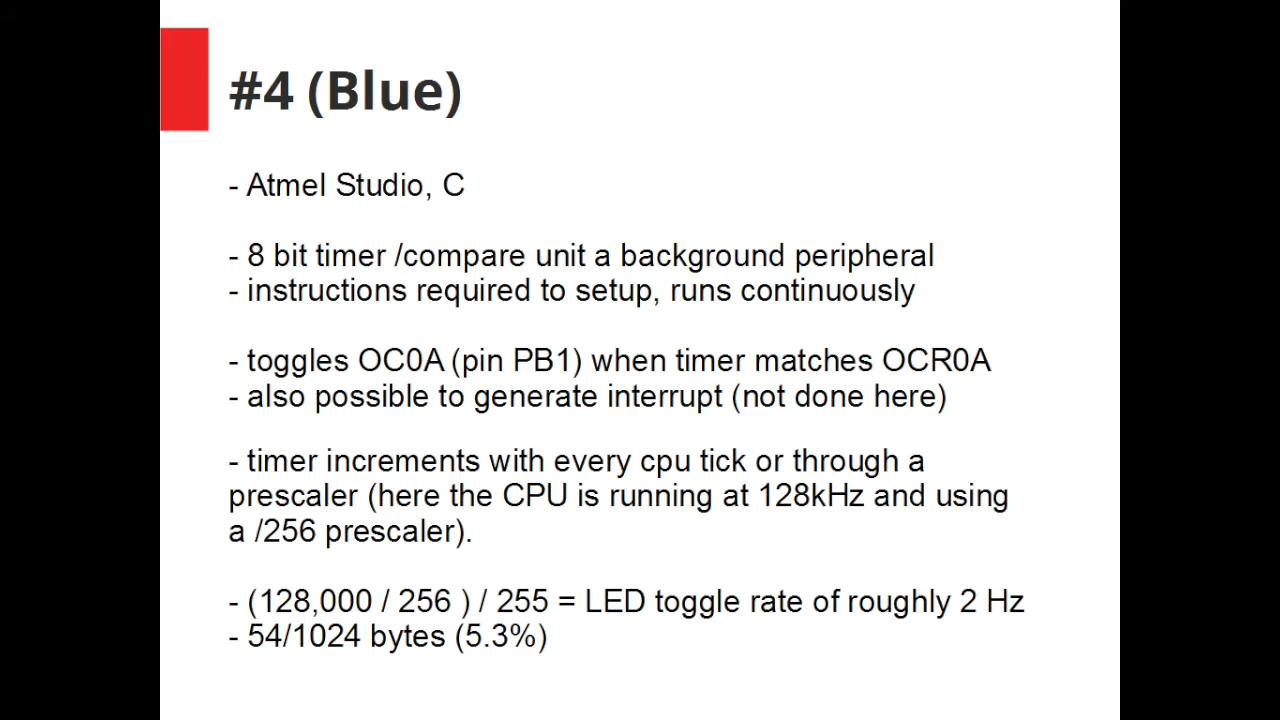 #4 (Blue)
- Atmel Studio, C
- 8 bit timer /compare unit a background peripheral
- instructions required to setup, runs continuously
- toggles OC0A (pin PB1) when timer matches OCR0A
- also possible to generate interrupt (not done here)
- timer increments with every cpu tick or through a
prescaler (here the CPU is running at 128kHz and using
a /256 prescaler).
- (128,000 / 256 ) / 255 = LED toggle rate of roughly 2 Hz
- 54/1024 bytes (5.3%)